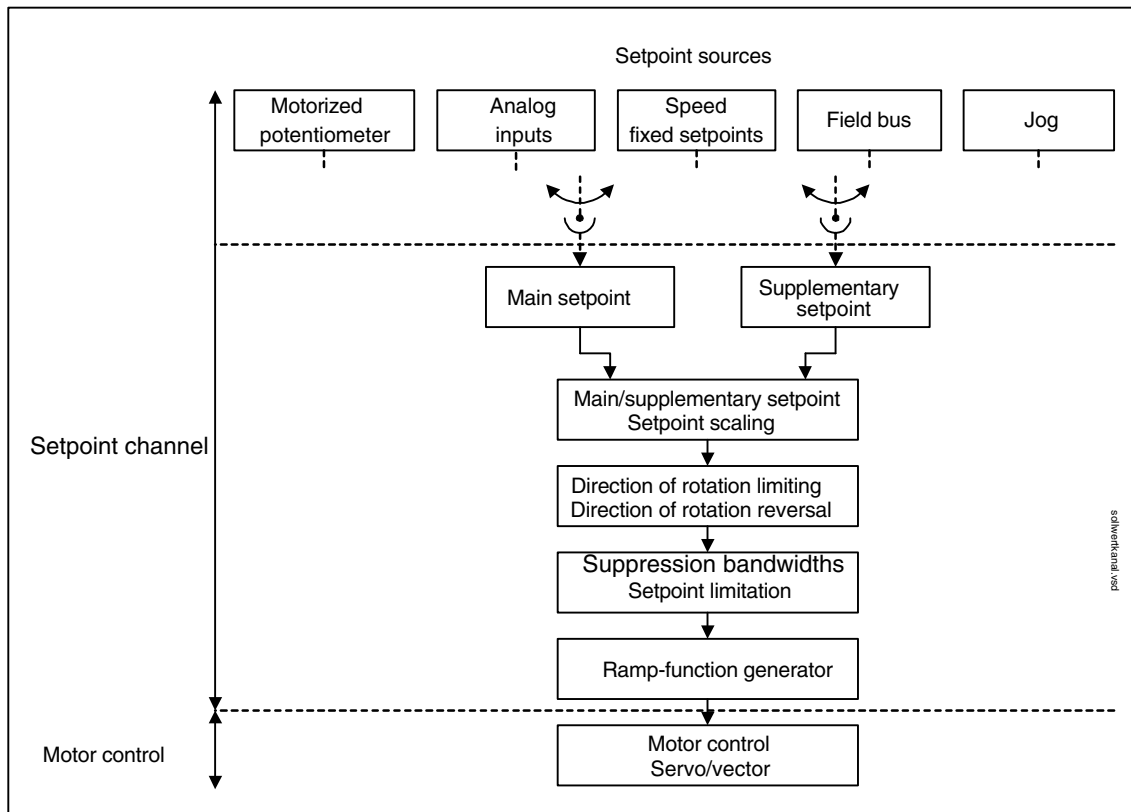 Setpoint sources
Motorized
potentiometer
Analog
inputs
Speed
fixed setpoints
Field bus
Jog
Main setpoint
Supplementary
setpoint
Main/supplementary setpoint
Setpoint scaling
Setpoint channel
Direction of rotation limiting
Direction of rotation reversal
Suppression bandwidths
Setpoint limitation
sollwertkanal.vsd
Ramp-function generator
Motor control
Motor control
Servo/vector